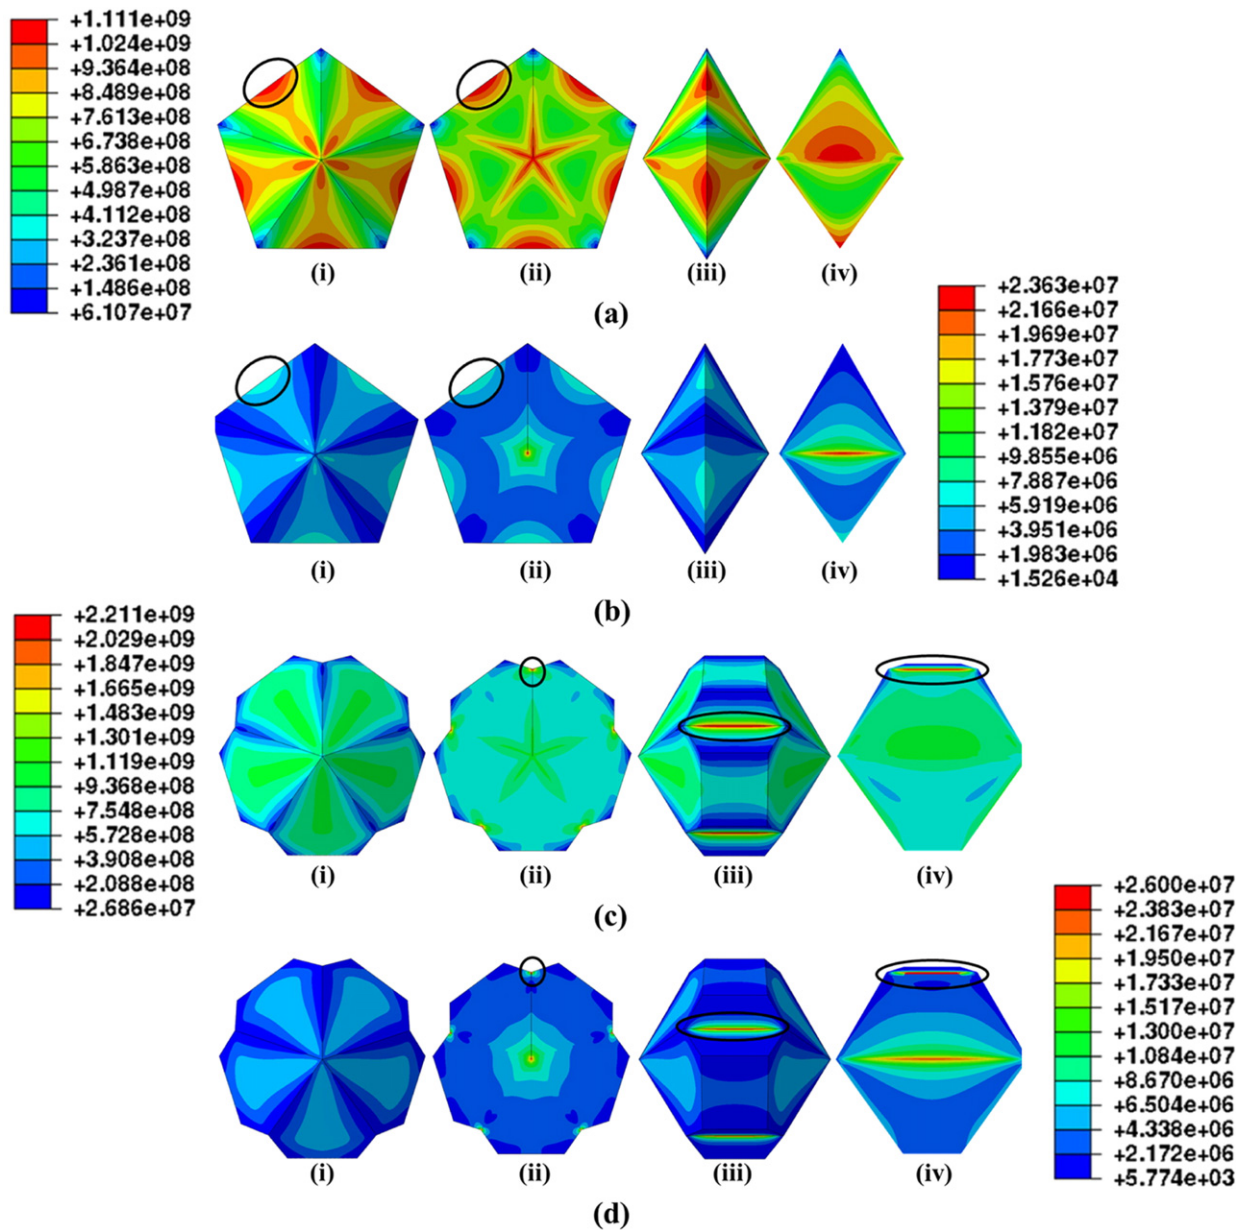 +1.111e+09
+1.024e+09
+9.364e+08
+8.489e+08
+7.613e+08
+6.738e+08
+5.863e+08
+4.987e+08
+4.112e+08
+3.237e+08
+2.361e+08
+1.486e+08
+6.107e+07
(i) (ii) (iii) (iv)
(a)
+2.363e+07
+2.166e+07
+1.969e+07
+1.773e+07
+1.576e+07
+1.379e+07
+1.182e+07
+9.855e+06
+7.887e+06
+5.919e+06
+3.951e+06
+1.983e+06
+1.526e+04
(i) (ii) (iii) (iv)
(b)
+2.211e+09
+2.029e+09
+1.847e+09
+1.665e+09
+1.483e+09
+1.301e+09
+1.119e+09
+9.368e+08
+7.548e+08
+5.728e+08
+3.908e+08
+2.088e+08
+2.686e+07
(i) (ii) (iii) (iv)
(c)
+2.600e+07
+2.383e+07
+2.167e+07
+1.950e+07
+1.733e+07
+1.517e+07
+1.300e+07
+1.084e+07
+8.670e+06
+6.504e+06
+4.338e+06
+2.172e+06
+5.774e+03
(i) (ii) (iii) (iv)
(d)